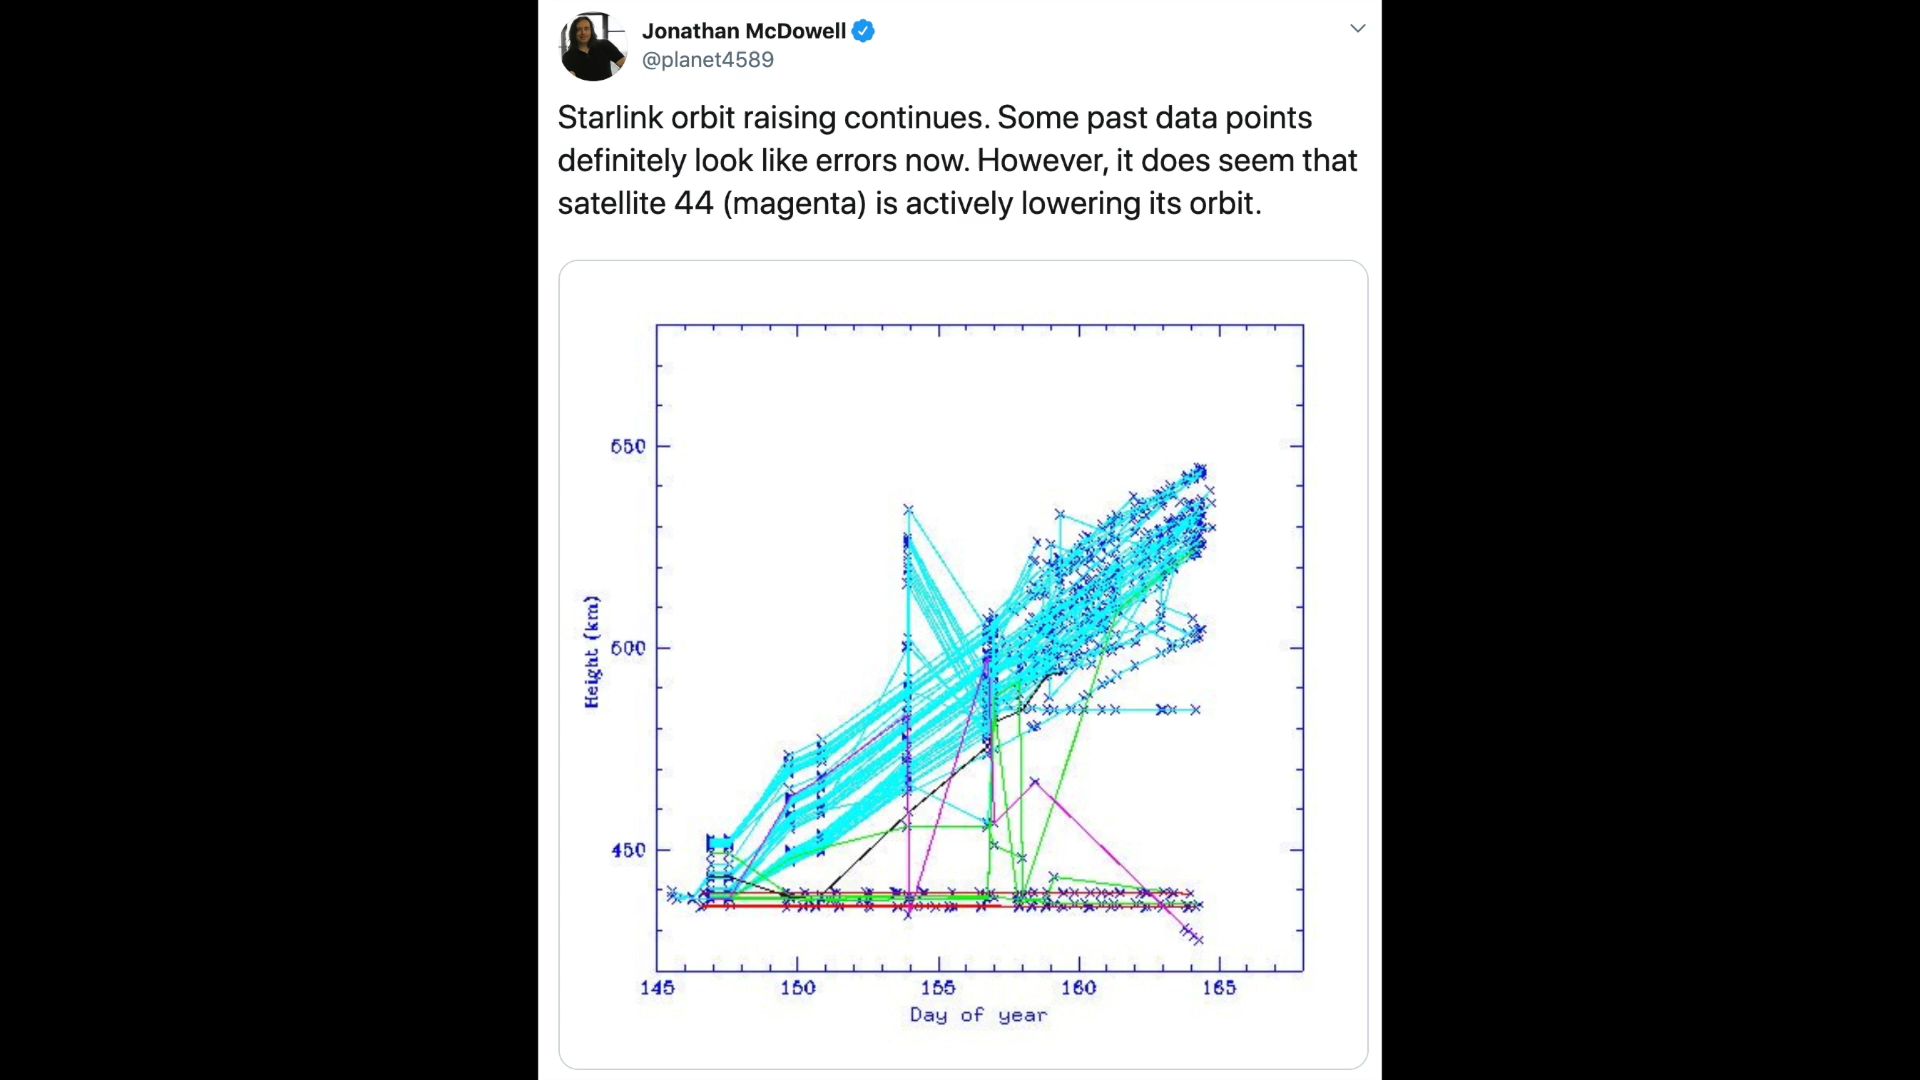 Jonathan McDowell
@planet4589
Starlink orbit raising continues. Some past data points
definitely look like errors now. However, it does seem that
satellite 44 (magenta) is actively lowering its orbit.
550
500
450
Height (km)
145 150 155 160 165
Day of year